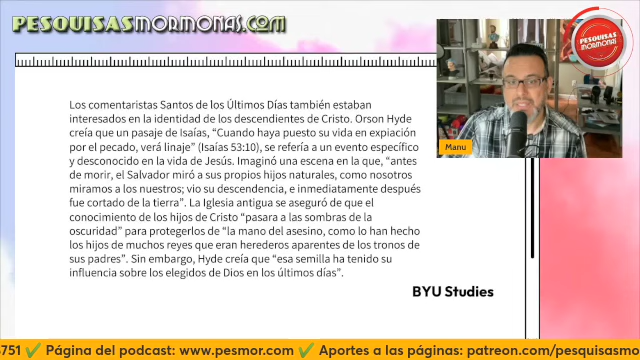 PESQUISASMORMONAS.COM
PESQUISAS
MORMONAS
Manu
Los comentaristas Santos de los Últimos Días también estaban
interesados en la identidad de los descendientes de Cristo. Orson Hyde
creía que un pasaje de Isaías, “Cuando haya puesto su vida en expiación
por el pecado, verá linaje” (Isaías 53:10), se refería a un evento específico
y desconocido en la vida de Jesús. Imaginó una escena en la que, “antes
de morir, el Salvador miró a sus propios hijos naturales, como nosotros
miramos a los nuestros; vio su descendencia, e inmediatamente después
fue cortado de la tierra”. La Iglesia antigua se aseguró de que el
conocimiento de los hijos de Cristo “pasara a las sombras de la
oscuridad” para protegerlos de “la mano del asesino, como lo han hecho
los hijos de muchos reyes que eran herederos aparentes de los tronos de
sus padres”. Sin embargo, Hyde creía que “esa semilla ha tenido su
influencia sobre los elegidos de Dios en los últimos días”.
BYU Studies
751 ✔ Página del podcast: www.pesmor.com ✔ Aportes a las páginas: patreon.com/pesquisasmo